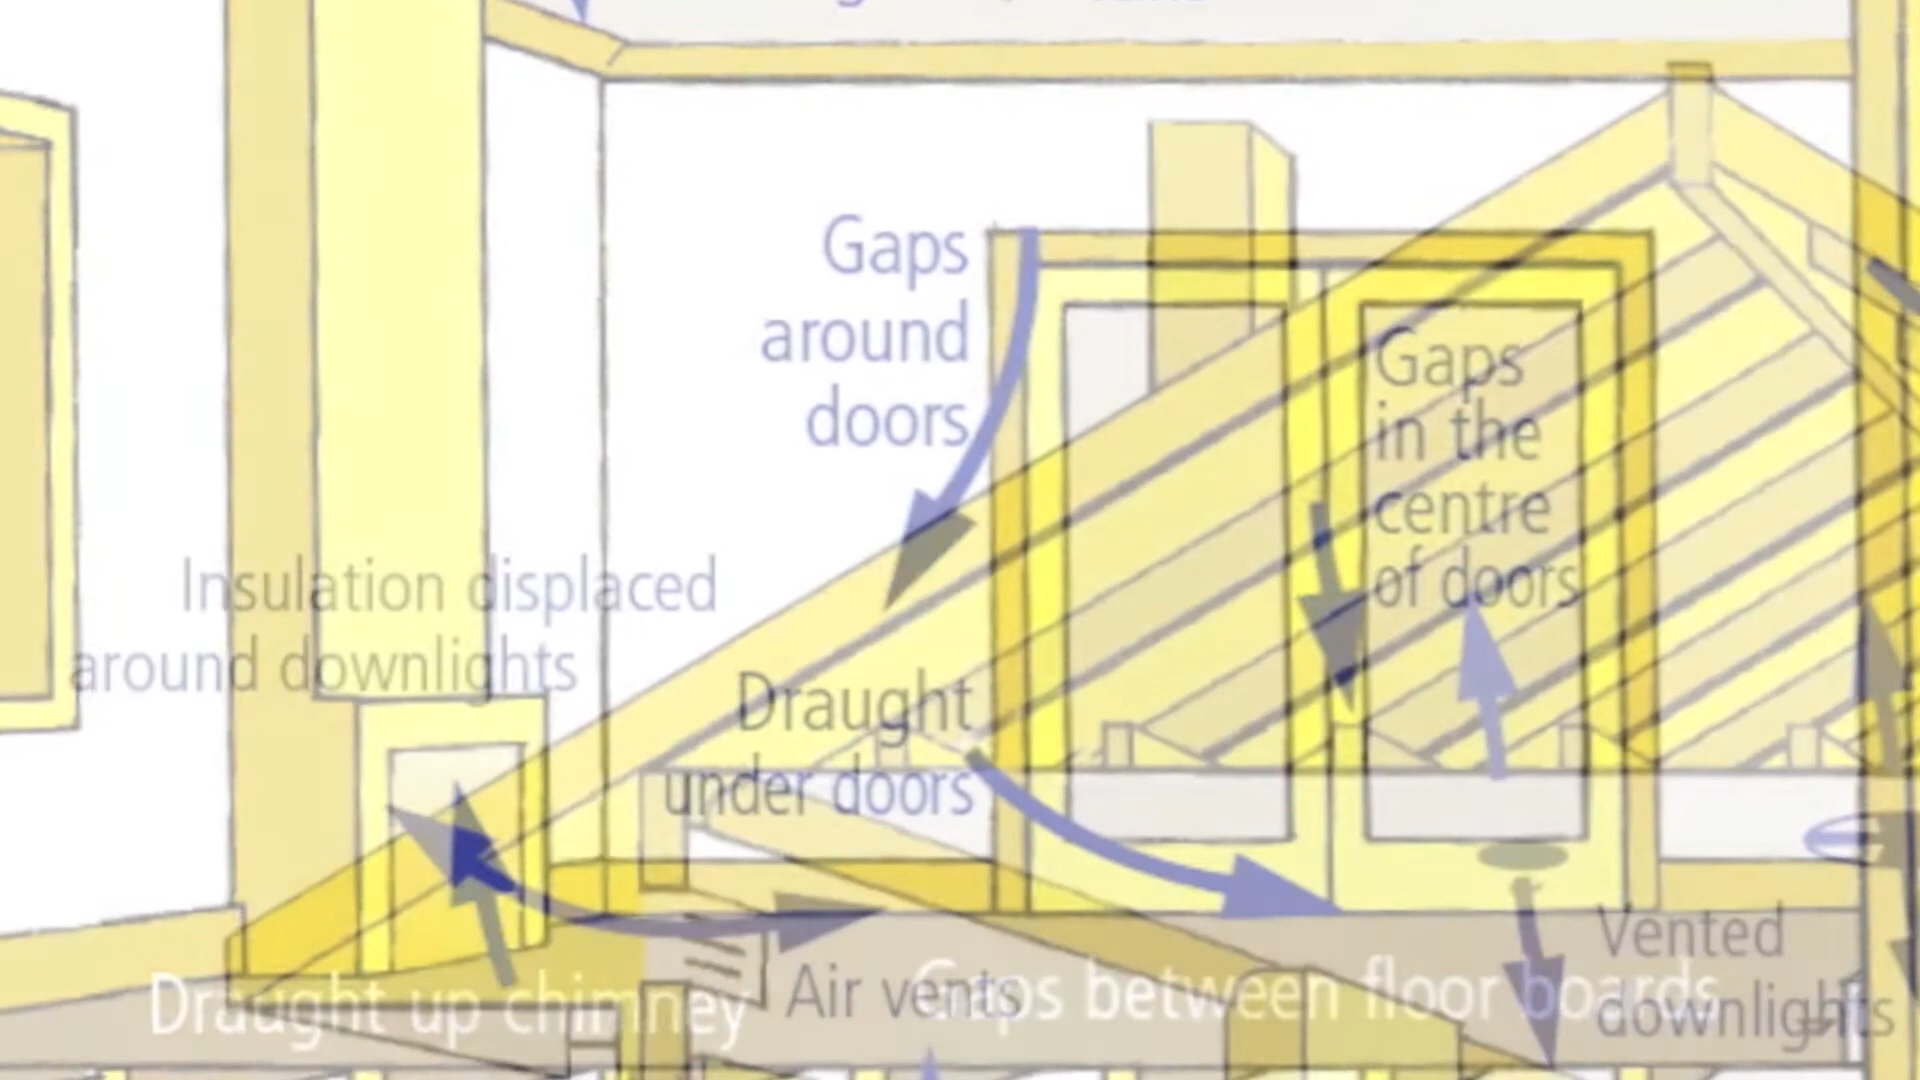 Gaps
around
doors
Gaps
in the
centre
of doors
Insulation displaced
around downlights
Draught
under doors
Draught up chimney
Air vents
Gaps between floor boards
Vented
downlights